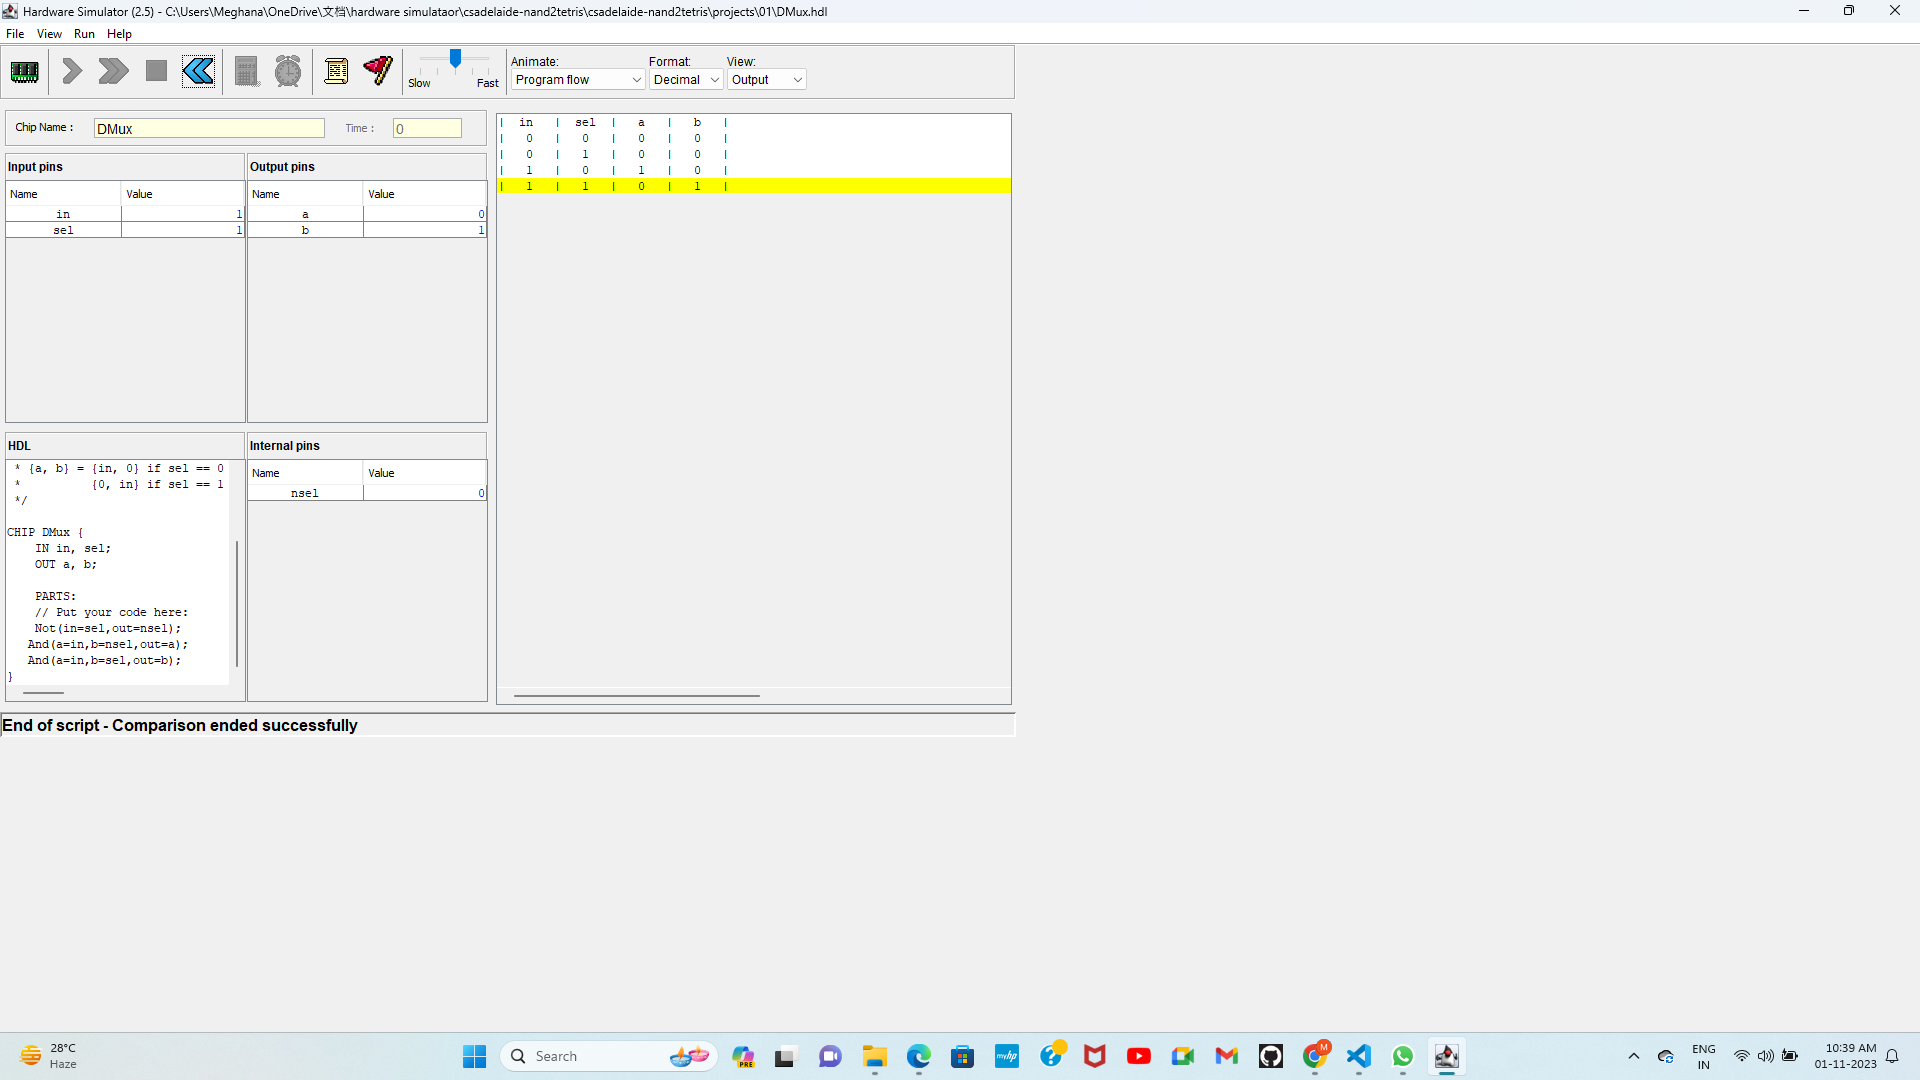 Hardware Simulator (2.5) - C:\Users\Meghana\OneDrive\文档\hardware simulataor\csadelaide-nand2tetris\csadelaide-nand2tetris\projects\01\DMux.hdl
File View Run Help
Animate: Format: View:
Program flow Decimal Output
Slow Fast
Chip Name : DMux Time : 0
Input pins
Name Value
in 1
sel 1
Output pins
Name Value
a 0
b 1
| in | sel | a | b |
| 0 | 0 | 0 | 0 |
| 0 | 1 | 0 | 0 |
| 1 | 0 | 1 | 0 |
| 1 | 1 | 0 | 1 |
HDL
* {a, b} = {in, 0} if sel == 0
* {0, in} if sel == 1
*/
CHIP DMux {
IN in, sel;
OUT a, b;
PARTS:
// Put your code here:
Not(in=sel,out=nsel);
And(a=in,b=nsel,out=a);
And(a=in,b=sel,out=b);
}
Internal pins
Name Value
nsel 0
End of script - Comparison ended successfully
28°C
Haze
Search
PRE
myhp
M
ENG
IN
10:39 AM
01-11-2023